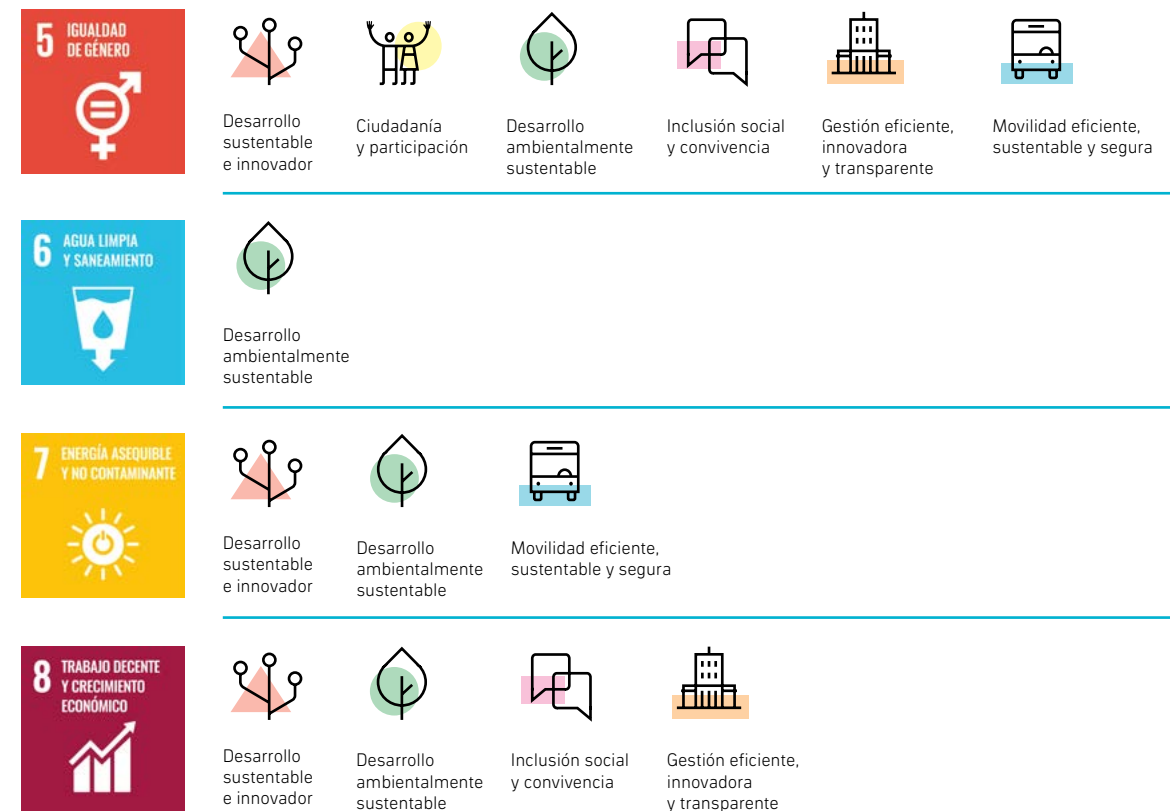 5 IGUALDAD
DE GÉNERO
Desarrollo
sustentable
e innovador
Ciudadanía
y participación
Desarrollo
ambientalmente
sustentable
Inclusión social
y convivencia
Gestión eficiente,
innovadora
y transparente
Movilidad eficiente,
sustentable y segura
6 AGUA LIMPIA
Y SANEAMIENTO
Desarrollo
ambientalmente
sustentable
7 ENERGÍA ASEQUIBLE
Y NO CONTAMINANTE
Desarrollo
sustentable
e innovador
Desarrollo
ambientalmente
sustentable
Movilidad eficiente,
sustentable y segura
8 TRABAJO DECENTE
Y CRECIMIENTO
ECONÓMICO
Desarrollo
sustentable
e innovador
Desarrollo
ambientalmente
sustentable
Inclusión social
y convivencia
Gestión eficiente,
innovadora
y transparente